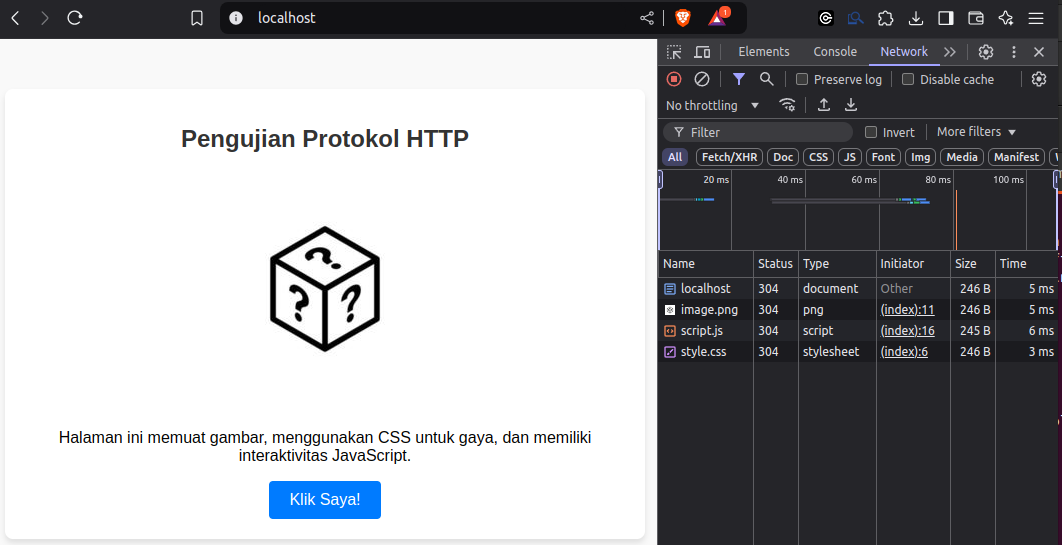 localhost
1
Elements Console Network
Preserve log Disable cache
No throttling
Filter Invert More filters
All Fetch/XHR Doc CSS JS Font Img Media Manifest
20 ms 40 ms 60 ms 80 ms 100 ms
Name Status Type Initiator Size Time
localhost 304 document Other 246 B 5 ms
image.png 304 png (index):11 246 B 5 ms
script.js 304 script (index):16 245 B 6 ms
style.css 304 stylesheet (index):6 246 B 3 ms
Pengujian Protokol HTTP
? ? ?
Halaman ini memuat gambar, menggunakan CSS untuk gaya, dan memiliki
interaktivitas JavaScript.
Klik Saya!